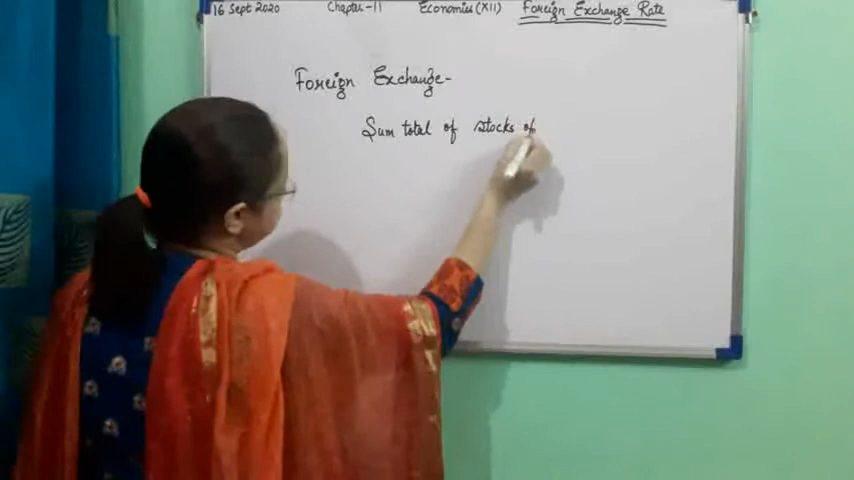 16 Sept 2020 Chapter-11 Economics (XII) Foreign Exchange Rate
Foreign Exchange-
Sum total of stocks of